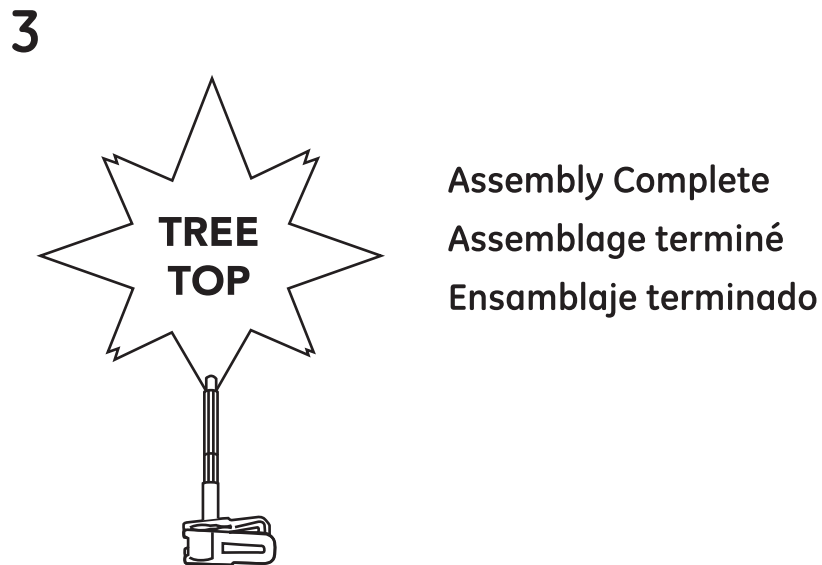 3
TREE
TOP
Assembly Complete
Assemblage terminé
Ensamblaje terminado